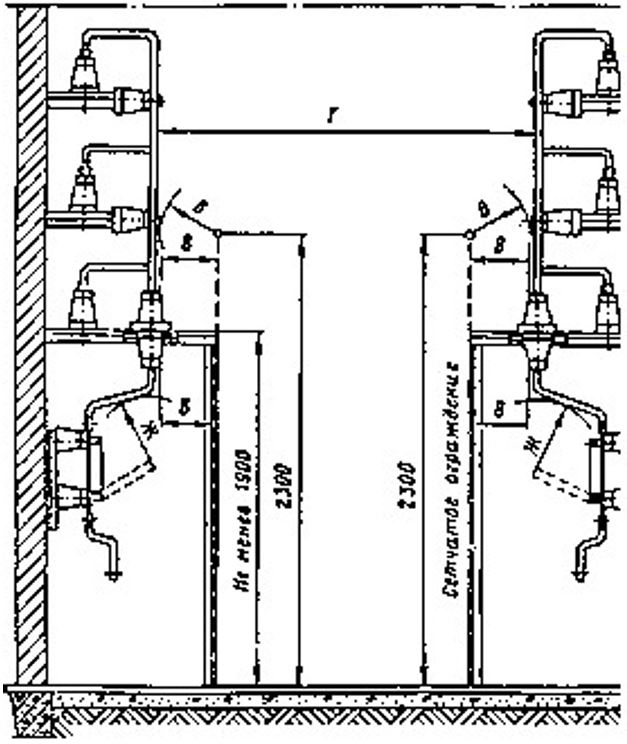 Г
В
В
В
В
Б
Б
Ж
Ж
Не менее 1900
2300
2300
Сетчатое ограждение